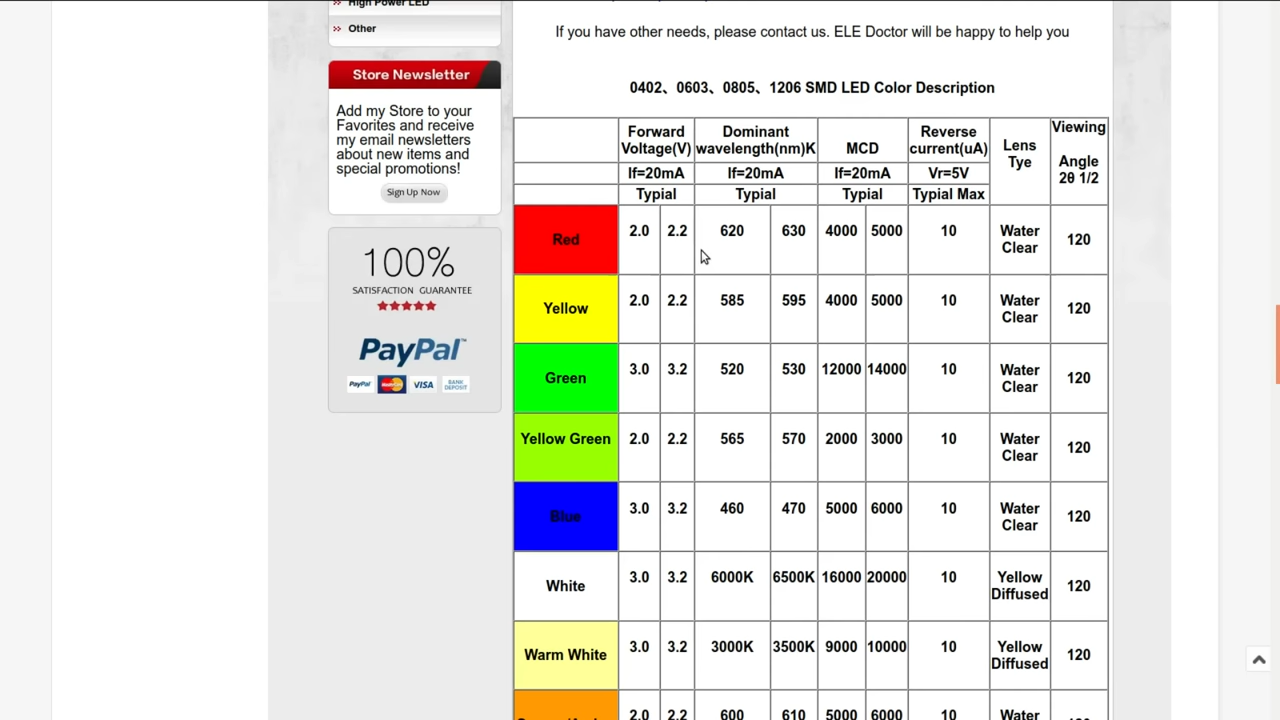 High Power LED
Other
Store Newsletter
Add my Store to your
Favorites and receive
my email newsletters
about new items and
special promotions!
Sign Up Now
100%
SATISFACTION GUARANTEE
PayPal™
PayPal MasterCard VISA BANK DEPOSIT
If you have other needs, please contact us. ELE Doctor will be happy to help you
0402、0603、0805、1206 SMD LED Color Description
Forward Voltage(V) Dominant wavelength(nm)K MCD Reverse current(uA) Lens Tye Viewing Angle 2θ 1/2
If=20mA If=20mA If=20mA Vr=5V
Typial Typial Typial Typial Max
Red 2.0 2.2 620 630 4000 5000 10 Water Clear 120
Yellow 2.0 2.2 585 595 4000 5000 10 Water Clear 120
Green 3.0 3.2 520 530 12000 14000 10 Water Clear 120
Yellow Green 2.0 2.2 565 570 2000 3000 10 Water Clear 120
Blue 3.0 3.2 460 470 5000 6000 10 Water Clear 120
White 3.0 3.2 6000K 6500K 16000 20000 10 Yellow Diffused 120
Warm White 3.0 3.2 3000K 3500K 9000 10000 10 Yellow Diffused 120
2.0 2.2 600 610 5000 6000 10 Water